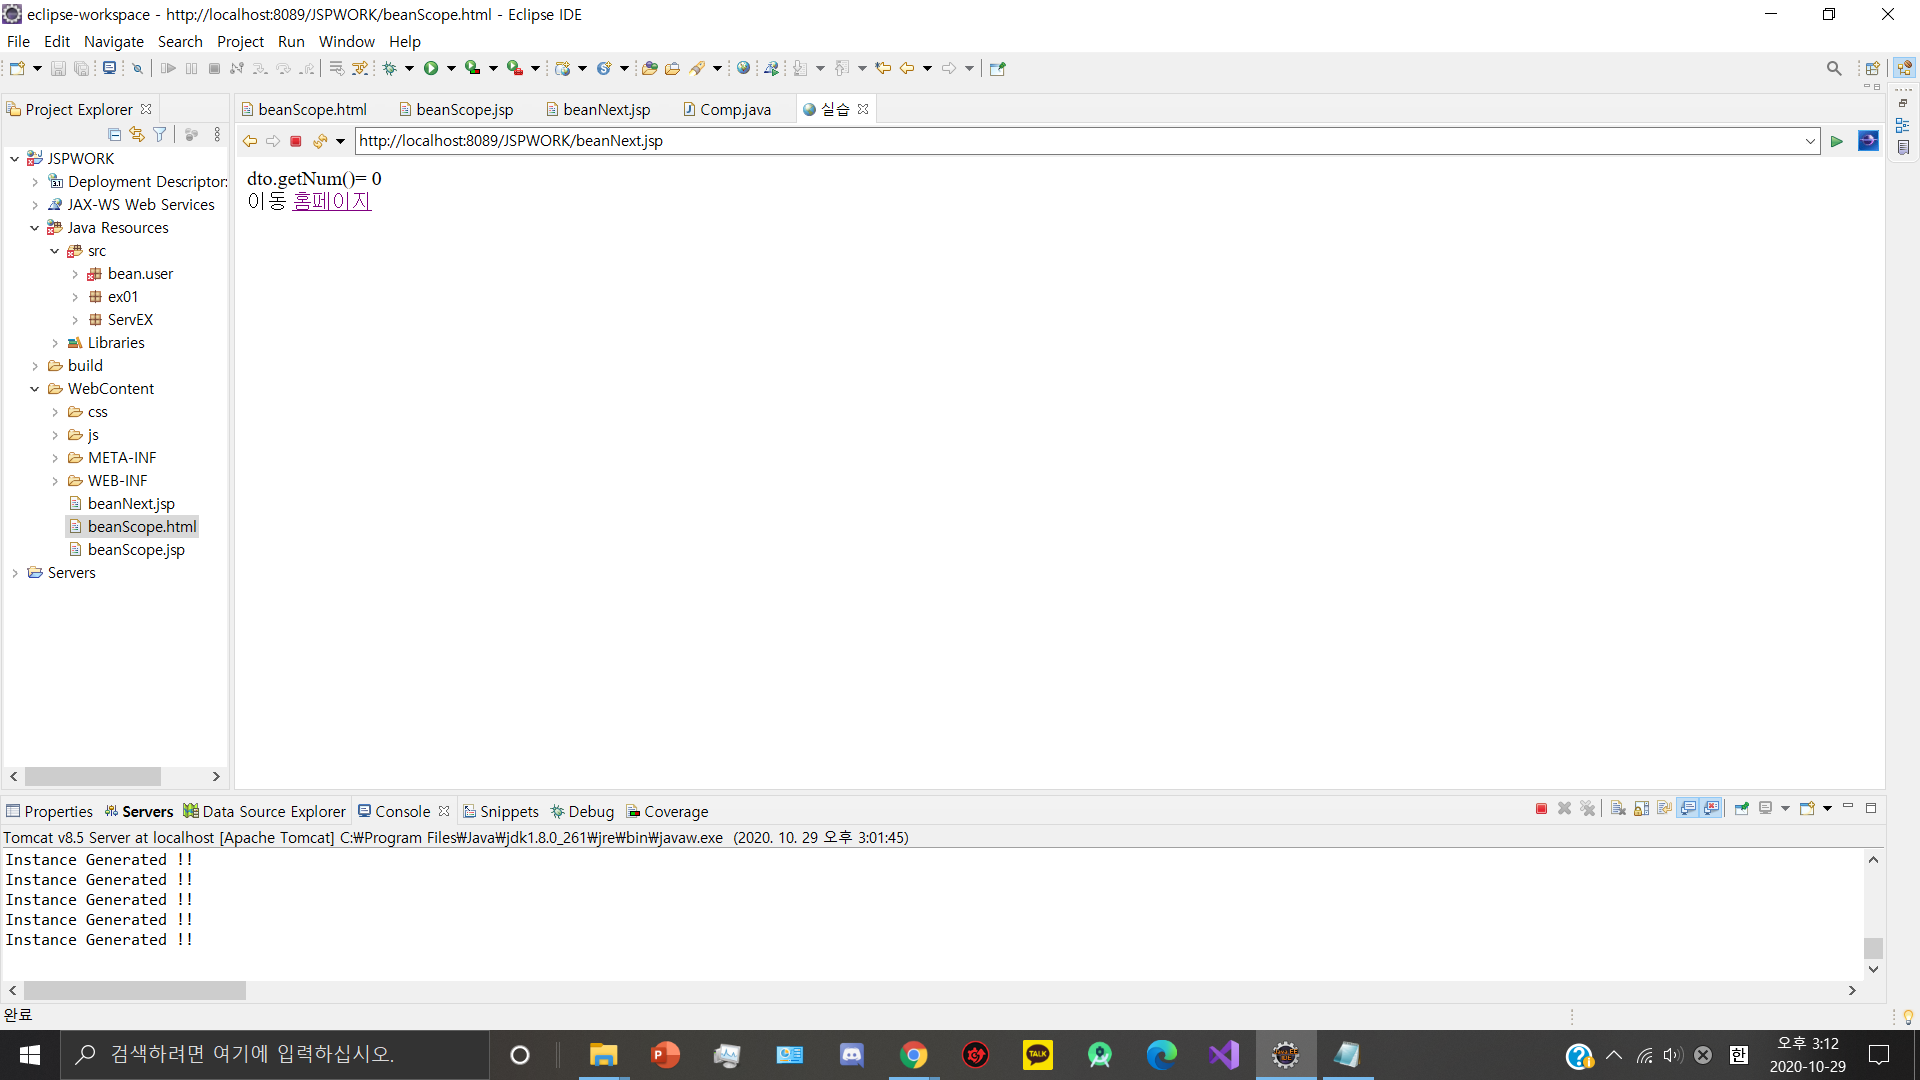 eclipse-workspace - http://localhost:8089/JSPWORK/beanScope.html - Eclipse IDE
File Edit Navigate Search Project Run Window Help
Project Explorer
beanScope.html beanScope.jsp beanNext.jsp Comp.java 실습
http://localhost:8089/JSPWORK/beanNext.jsp
JSPWORK
Deployment Descriptor:
JAX-WS Web Services
Java Resources
src
bean.user
ex01
ServEX
Libraries
build
WebContent
css
js
META-INF
WEB-INF
beanNext.jsp
beanScope.html
beanScope.jsp
Servers
dto.getNum()= 0
이동 홈페이지
Properties Servers Data Source Explorer Console Snippets Debug Coverage
Tomcat v8.5 Server at localhost [Apache Tomcat] C:₩Program Files₩Java₩jdk1.8.0_261₩jre₩bin₩javaw.exe (2020. 10. 29 오후 3:01:45)
Instance Generated !!
Instance Generated !!
Instance Generated !!
Instance Generated !!
Instance Generated !!
완료
검색하려면 여기에 입력하십시오.
TALK
한
오후 3:12
2020-10-29